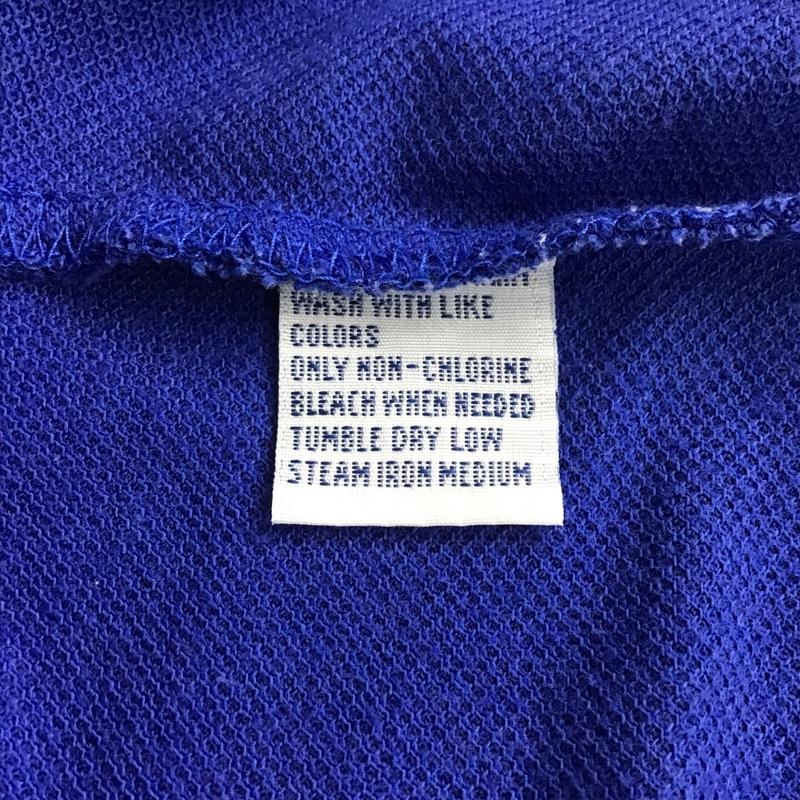 WASH WITH LIKE
COLORS
ONLY NON-CHLORINE
BLEACH WHEN NEEDED
TUMBLE DRY LOW
STEAM IRON MEDIUM